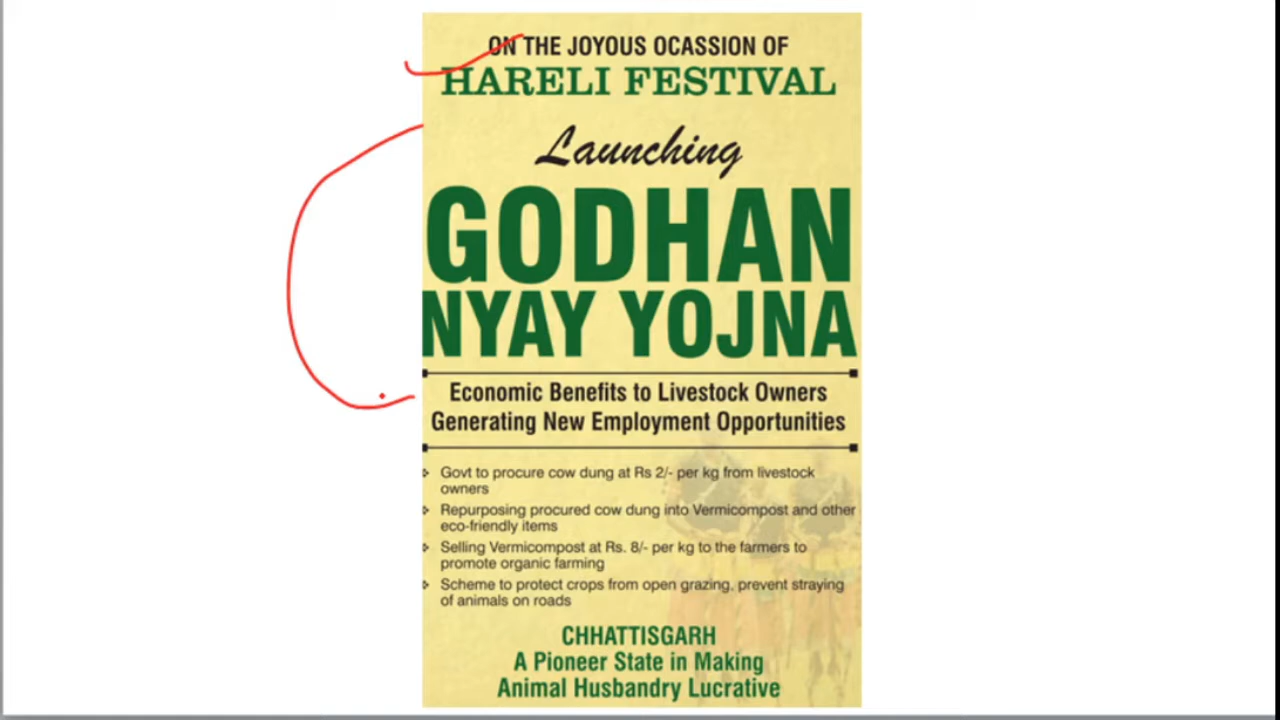 ON THE JOYOUS OCASSION OF
HARELI FESTIVAL
Launching
GODHAN
NYAY YOJNA
Economic Benefits to Livestock Owners
Generating New Employment Opportunities
Govt to procure cow dung at Rs 2/- per kg from livestock
owners
Repurposing procured cow dung into Vermicompost and other
eco-friendly items
Selling Vermicompost at Rs. 8/- per kg to the farmers to
promote organic farming
Scheme to protect crops from open grazing, prevent straying
of animals on roads
CHHATTISGARH
A Pioneer State in Making
Animal Husbandry Lucrative